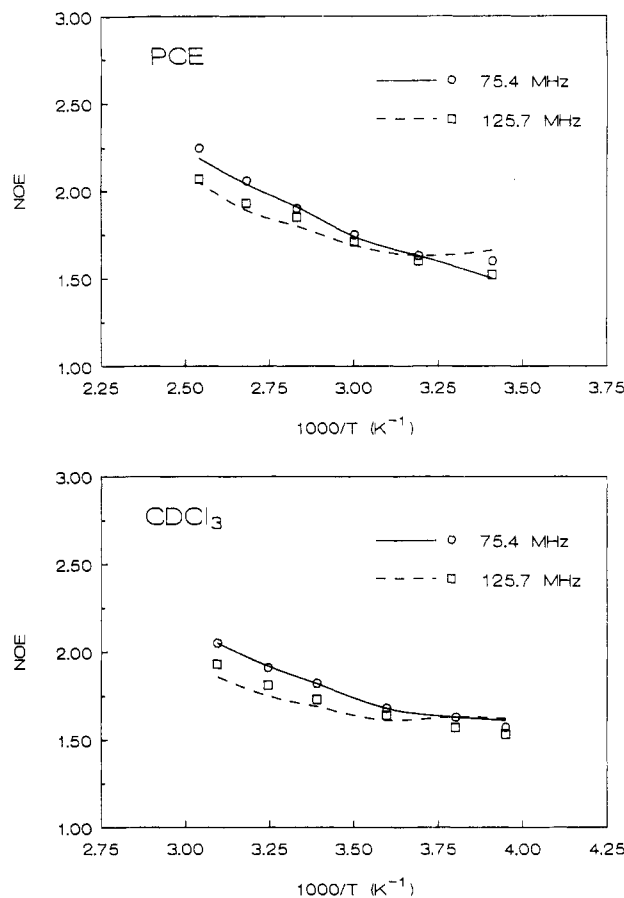 3.00
PCE
75.4 MHz
125.7 MHz
2.50
2.00
1.50
1.00
NOE
2.25 2.50 2.75 3.00 3.25 3.50 3.75
1000/T (K⁻¹)
3.00
CDCl₃
75.4 MHz
125.7 MHz
2.50
2.00
1.50
1.00
NOE
2.75 3.00 3.25 3.50 3.75 4.00 4.25
1000/T (K⁻¹)